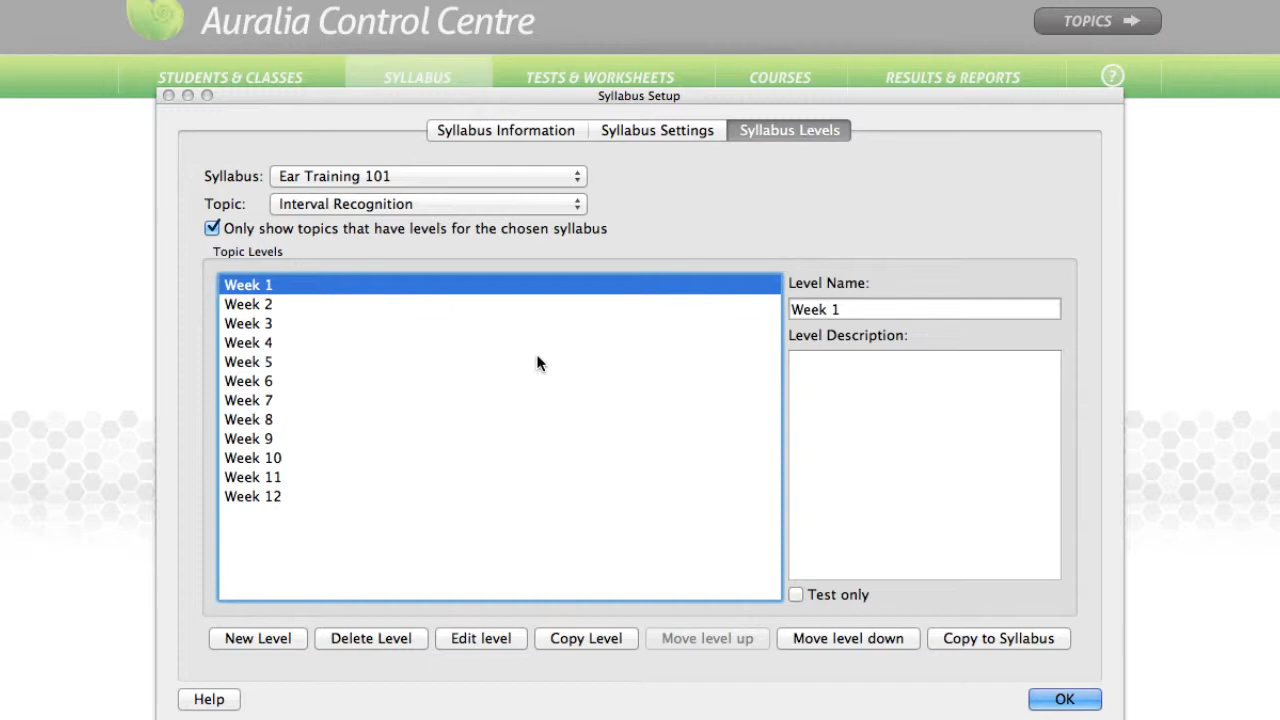 Auralia Control Centre
TOPICS
STUDENTS & CLASSES SYLLABUS TESTS & WORKSHEETS COURSES RESULTS & REPORTS ?
Syllabus Setup
Syllabus Information Syllabus Settings Syllabus Levels
Syllabus: Ear Training 101
Topic: Interval Recognition
Only show topics that have levels for the chosen syllabus
Topic Levels
Week 1
Week 2
Week 3
Week 4
Week 5
Week 6
Week 7
Week 8
Week 9
Week 10
Week 11
Week 12
Level Name:
Week 1
Level Description:
Test only
New Level Delete Level Edit level Copy Level Move level up Move level down Copy to Syllabus
Help OK